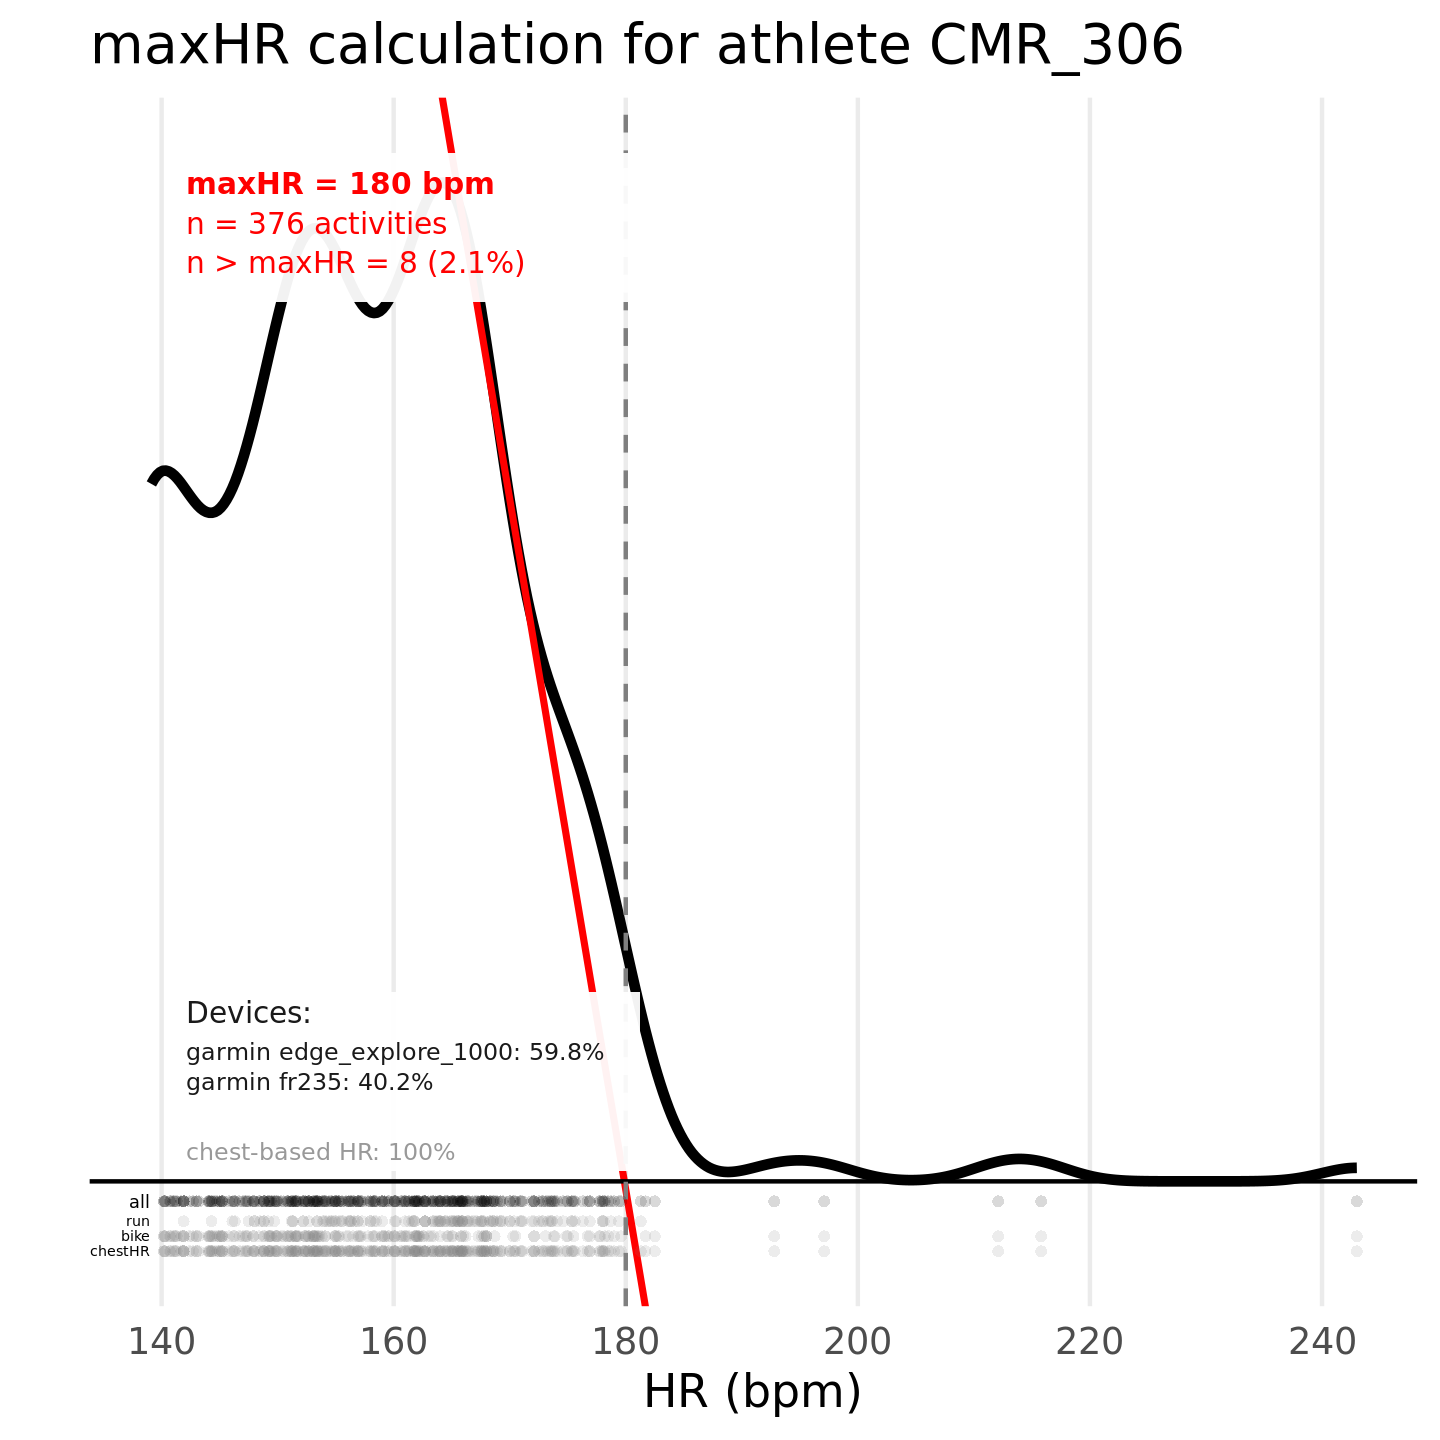 maxHR calculation for athlete CMR_306
maxHR = 180 bpm
n = 376 activities
n > maxHR = 8 (2.1%)
Devices:
garmin edge_explore_1000: 59.8%
garmin fr235: 40.2%
chest-based HR: 100%
all
run
bike
chestHR
140 160 180 200 220 240
HR (bpm)